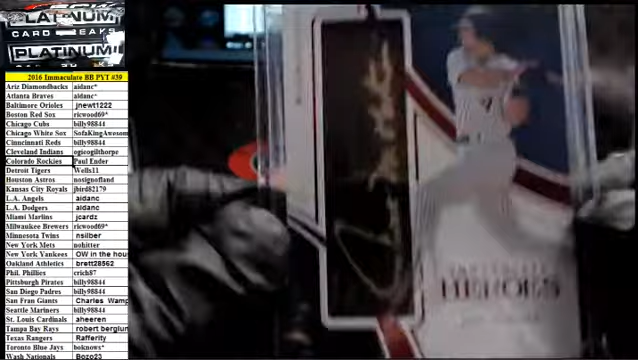 PLATINUM
CARD BREAKS
PLATINUM
2016 Immaculate BB PYT #39
Ariz Diamondbacks aidanc*
Atlanta Braves aidanc*
Baltimore Orioles jnewt1222
Boston Red Sox ricwood69*
Chicago Cubs billy98844
Chicago White Sox SofaKingAwesom
Cinncinati Reds billy98844
Cleveland Indians ogieogilthorpe
Colorado Rockies Paul Ender
Detroit Tigers Wells11
Houston Astros nosignofland
Kansas City Royals jbird82179
L.A. Angels aidanc
L.A. Dodgers aidanc
Miami Marlins jcardz
Milwaukee Brewers ricwood69*
Minnesota Twins nsilber
New York Mets nohitter
New York Yankees OW in the hou
Oakland Athletics brett28562
Phil. Phillies crich87
Pittsburgh Pirates billy98844
San Diego Padres billy98844
San Fran Giants Charles Wamp
Seattle Mariners billy98844
St. Louis Cardinals aheeren
Tampa Bay Rays robert berglun
Texas Rangers Rafferity
Toronto Blue Jays boknows*
Wash Nationals Bozo23
HEROES